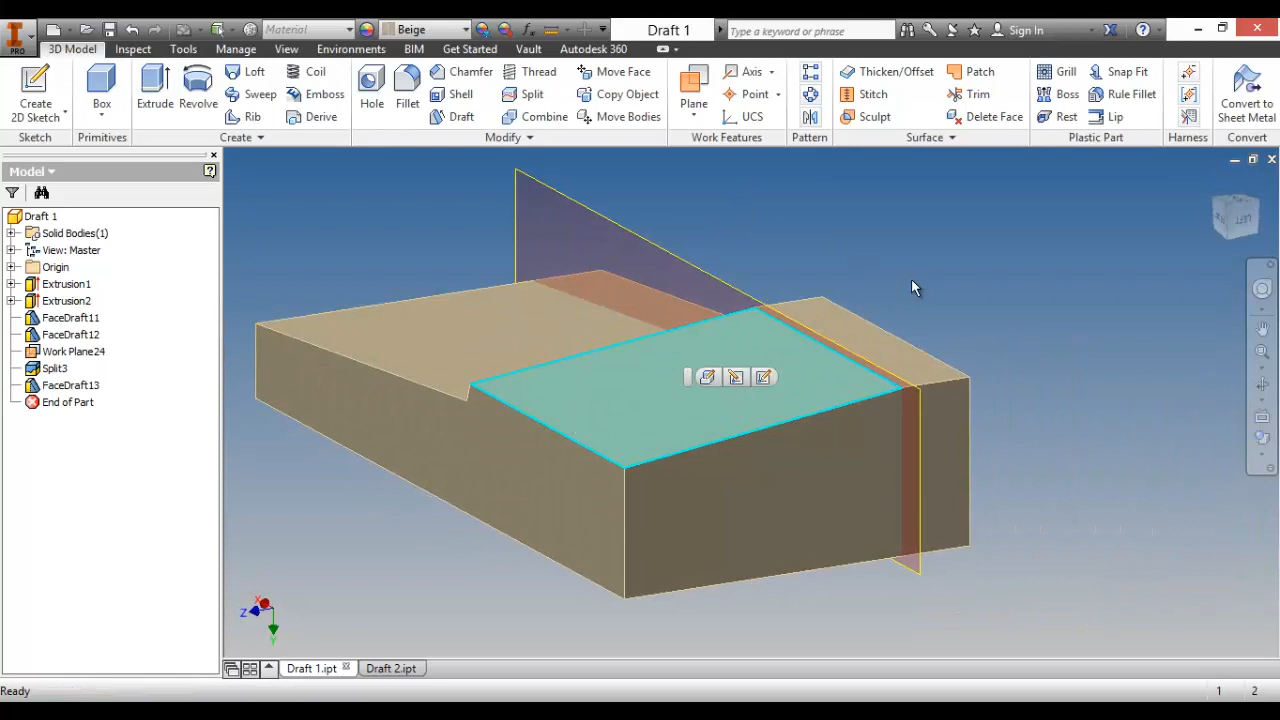 Material
Beige
Draft 1
Type a keyword or phrase
Sign In
PRO
3D Model Inspect Tools Manage View Environments BIM Get Started Vault Autodesk 360
Create 2D Sketch
Box
Extrude
Revolve
Loft
Sweep
Rib
Coil
Emboss
Derive
Hole
Fillet
Chamfer
Shell
Draft
Thread
Split
Combine
Move Face
Copy Object
Move Bodies
Plane
Axis
Point
UCS
Thicken/Offset
Stitch
Sculpt
Patch
Trim
Delete Face
Grill
Boss
Rest
Snap Fit
Rule Fillet
Lip
Convert to Sheet Metal
Sketch Primitives Create Modify Work Features Pattern Surface Plastic Part Harness Convert
Model
Draft 1
Solid Bodies(1)
View: Master
Origin
Extrusion1
Extrusion2
FaceDraft11
FaceDraft12
Work Plane24
Split3
FaceDraft13
End of Part
LEFT
X
Z
Y
Draft 1.ipt
Draft 2.ipt
Ready
1 2